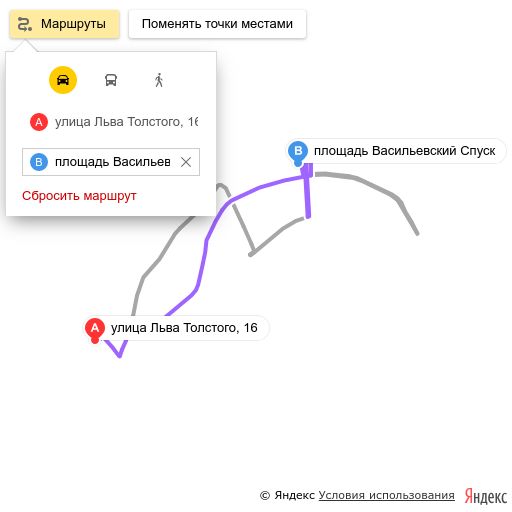 Маршруты
Поменять точки местами
A улица Льва Толстого, 16
B площадь Васильев
Сбросить маршрут
B площадь Васильевский Спуск
A улица Льва Толстого, 16
© Яндекс Условия использования Яндекс